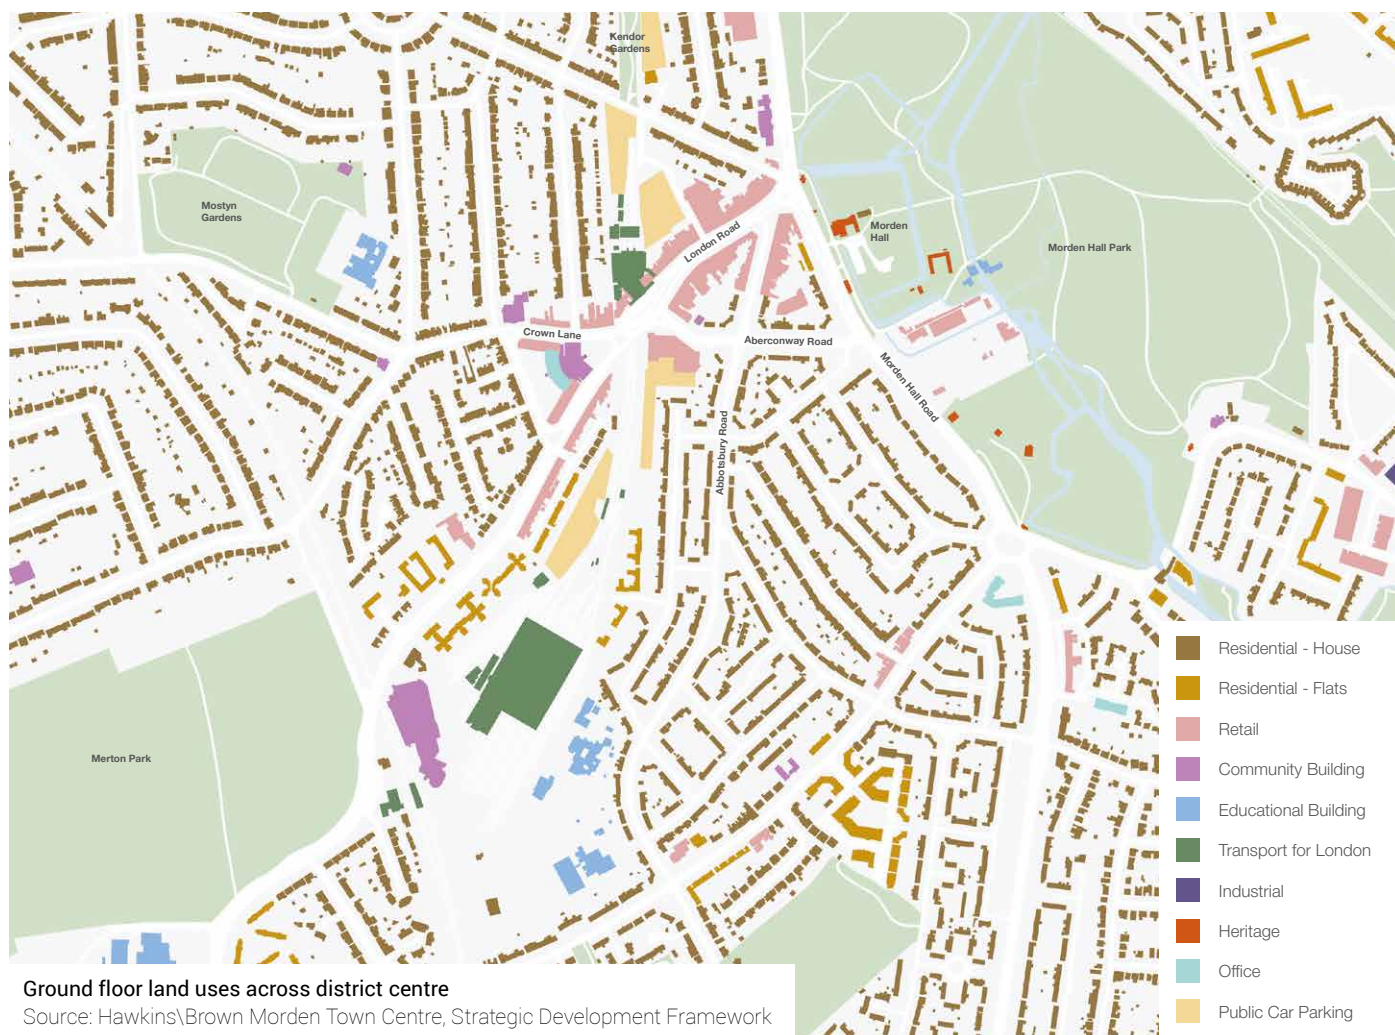 Kendor
Gardens
Mostyn
Gardens
London Road
Morden
Hall
Morden Hall Park
Crown Lane
Aberconway Road
Morden Hall Road
Abbotsbury Road
Merton Park
Residential - House
Residential - Flats
Retail
Community Building
Educational Building
Transport for London
Industrial
Heritage
Office
Public Car Parking
Ground floor land uses across district centre
Source: Hawkins\Brown Morden Town Centre, Strategic Development Framework